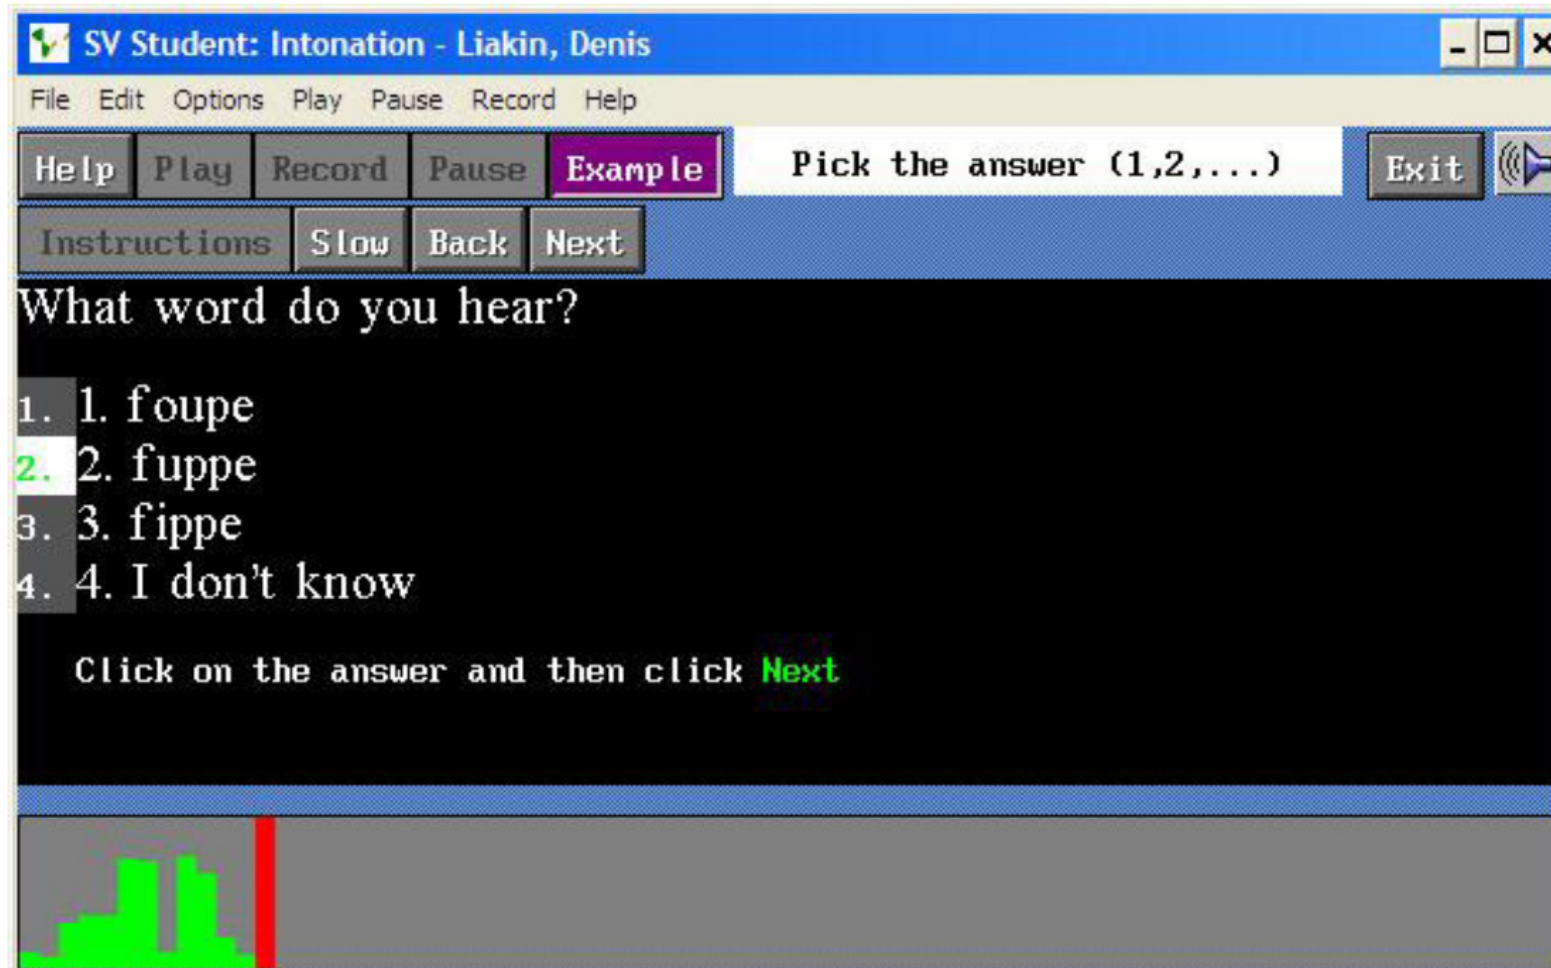 SV Student: Intonation - Liakin, Denis
File Edit Options Play Pause Record Help
Help Play Record Pause Example Pick the answer (1,2,...) Exit
Instructions Slow Back Next
What word do you hear?
1. 1. foupe
2. 2. fuppe
3. 3. fippe
4. 4. I don't know
Click on the answer and then click Next